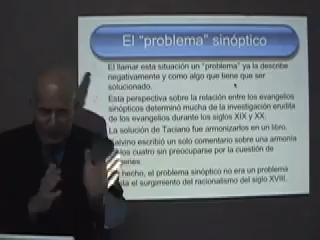 El "problema" sinóptico
El llamar esta situación un "problema" ya la describe
negativamente y como algo que tiene que ser
solucionado.
Esta perspectiva sobre la relación entre los evangelios
sinópticos determinó mucha de la investigación erudita
de los evangelios durante los siglos XIX y XX.
La solución de Taciano fue armonizarlos en un libro.
alvino escribió un solo comentario sobre una armonía
los cuatro sin preocuparse por la cuestión de
genes.
hecho, el problema sinóptico no era un problema
ta el surgimiento del racionalismo del siglo XVIII.